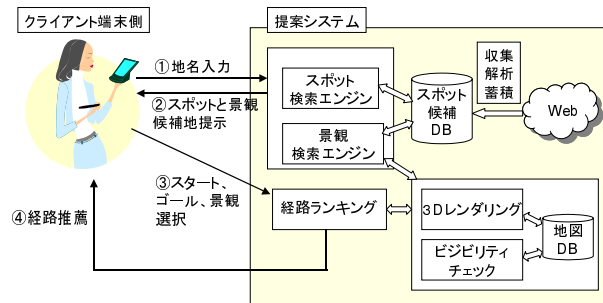 クライアント端末側
提案システム
①地名入力
②スポットと景観
候補地提示
③スタート、
ゴール、景観
選択
④経路推薦
スポット
検索エンジン
景観
検索エンジン
スポット
候補
DB
収集
解析
蓄積
Web
経路ランキング
3Dレンダリング
ビジビリティ
チェック
地図
DB